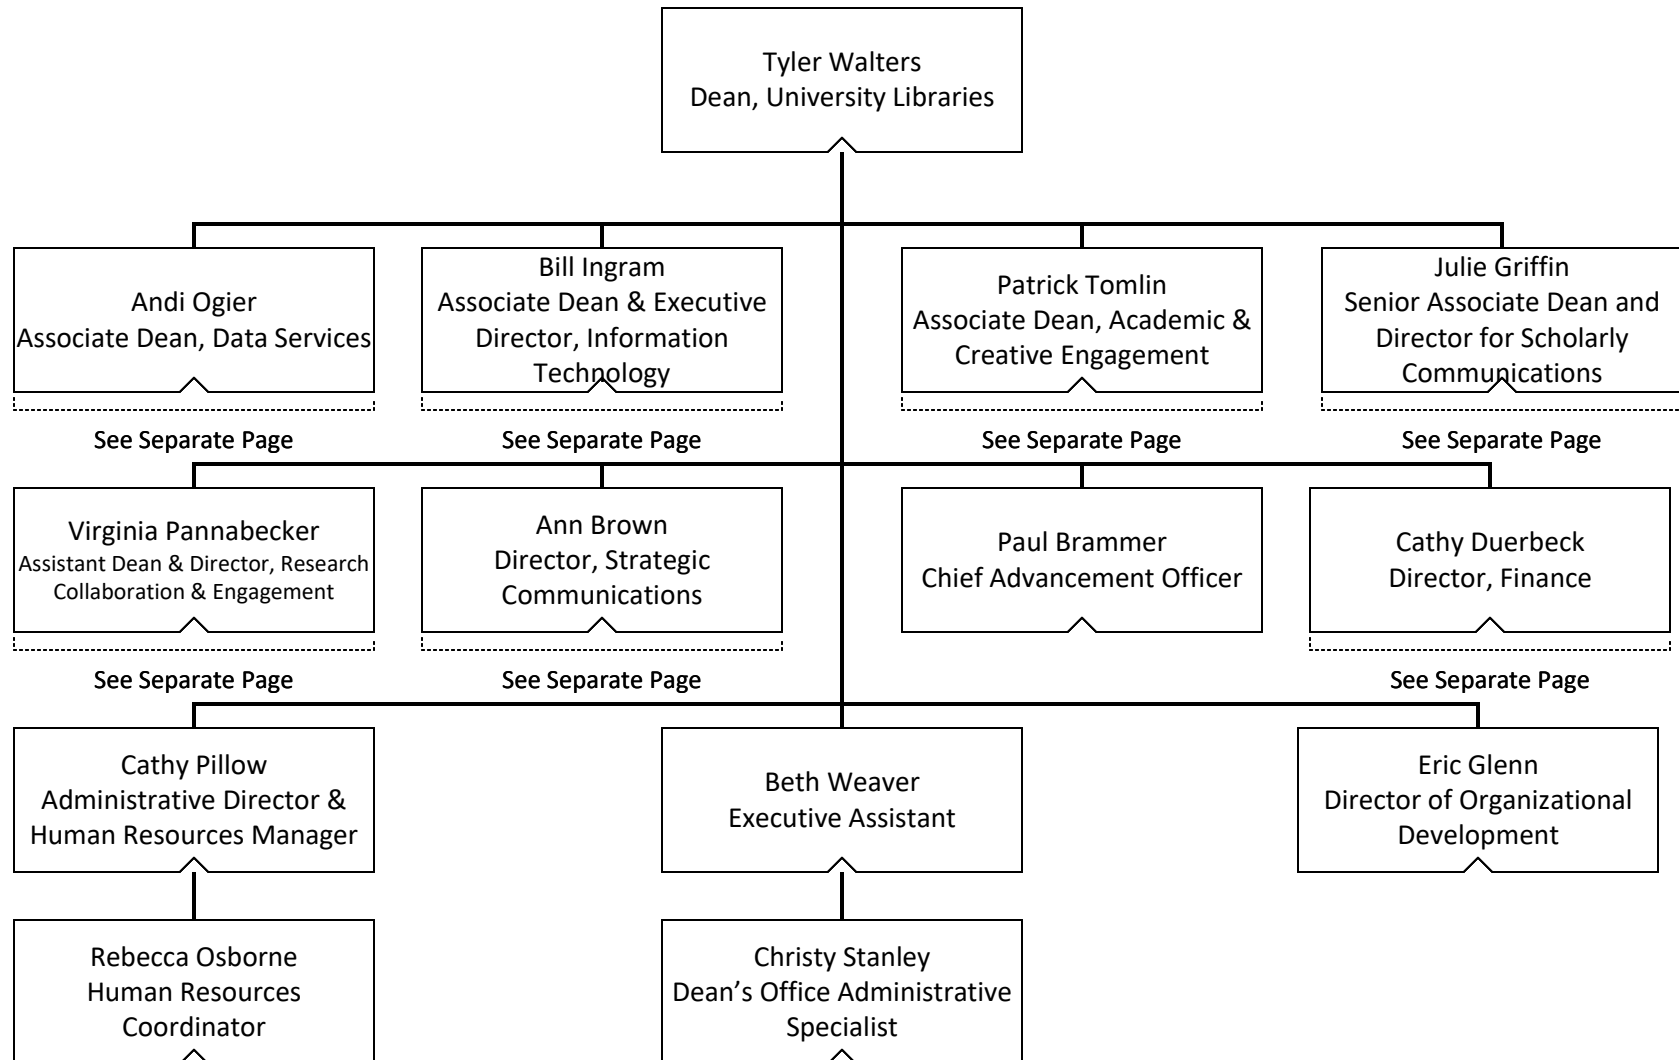 Tyler Walters
Dean, University Libraries
Andi Ogier
Associate Dean, Data Services
Bill Ingram
Associate Dean & Executive
Director, Information
Technology
Patrick Tomlin
Associate Dean, Academic &
Creative Engagement
Julie Griffin
Senior Associate Dean and
Director for Scholarly
Communications
See Separate Page
See Separate Page
See Separate Page
See Separate Page
Virginia Pannabecker
Assistant Dean & Director, Research
Collaboration & Engagement
Ann Brown
Director, Strategic
Communications
Paul Brammer
Chief Advancement Officer
Cathy Duerbeck
Director, Finance
See Separate Page
See Separate Page
See Separate Page
Cathy Pillow
Administrative Director &
Human Resources Manager
Beth Weaver
Executive Assistant
Eric Glenn
Director of Organizational
Development
Rebecca Osborne
Human Resources
Coordinator
Christy Stanley
Dean’s Office Administrative
Specialist